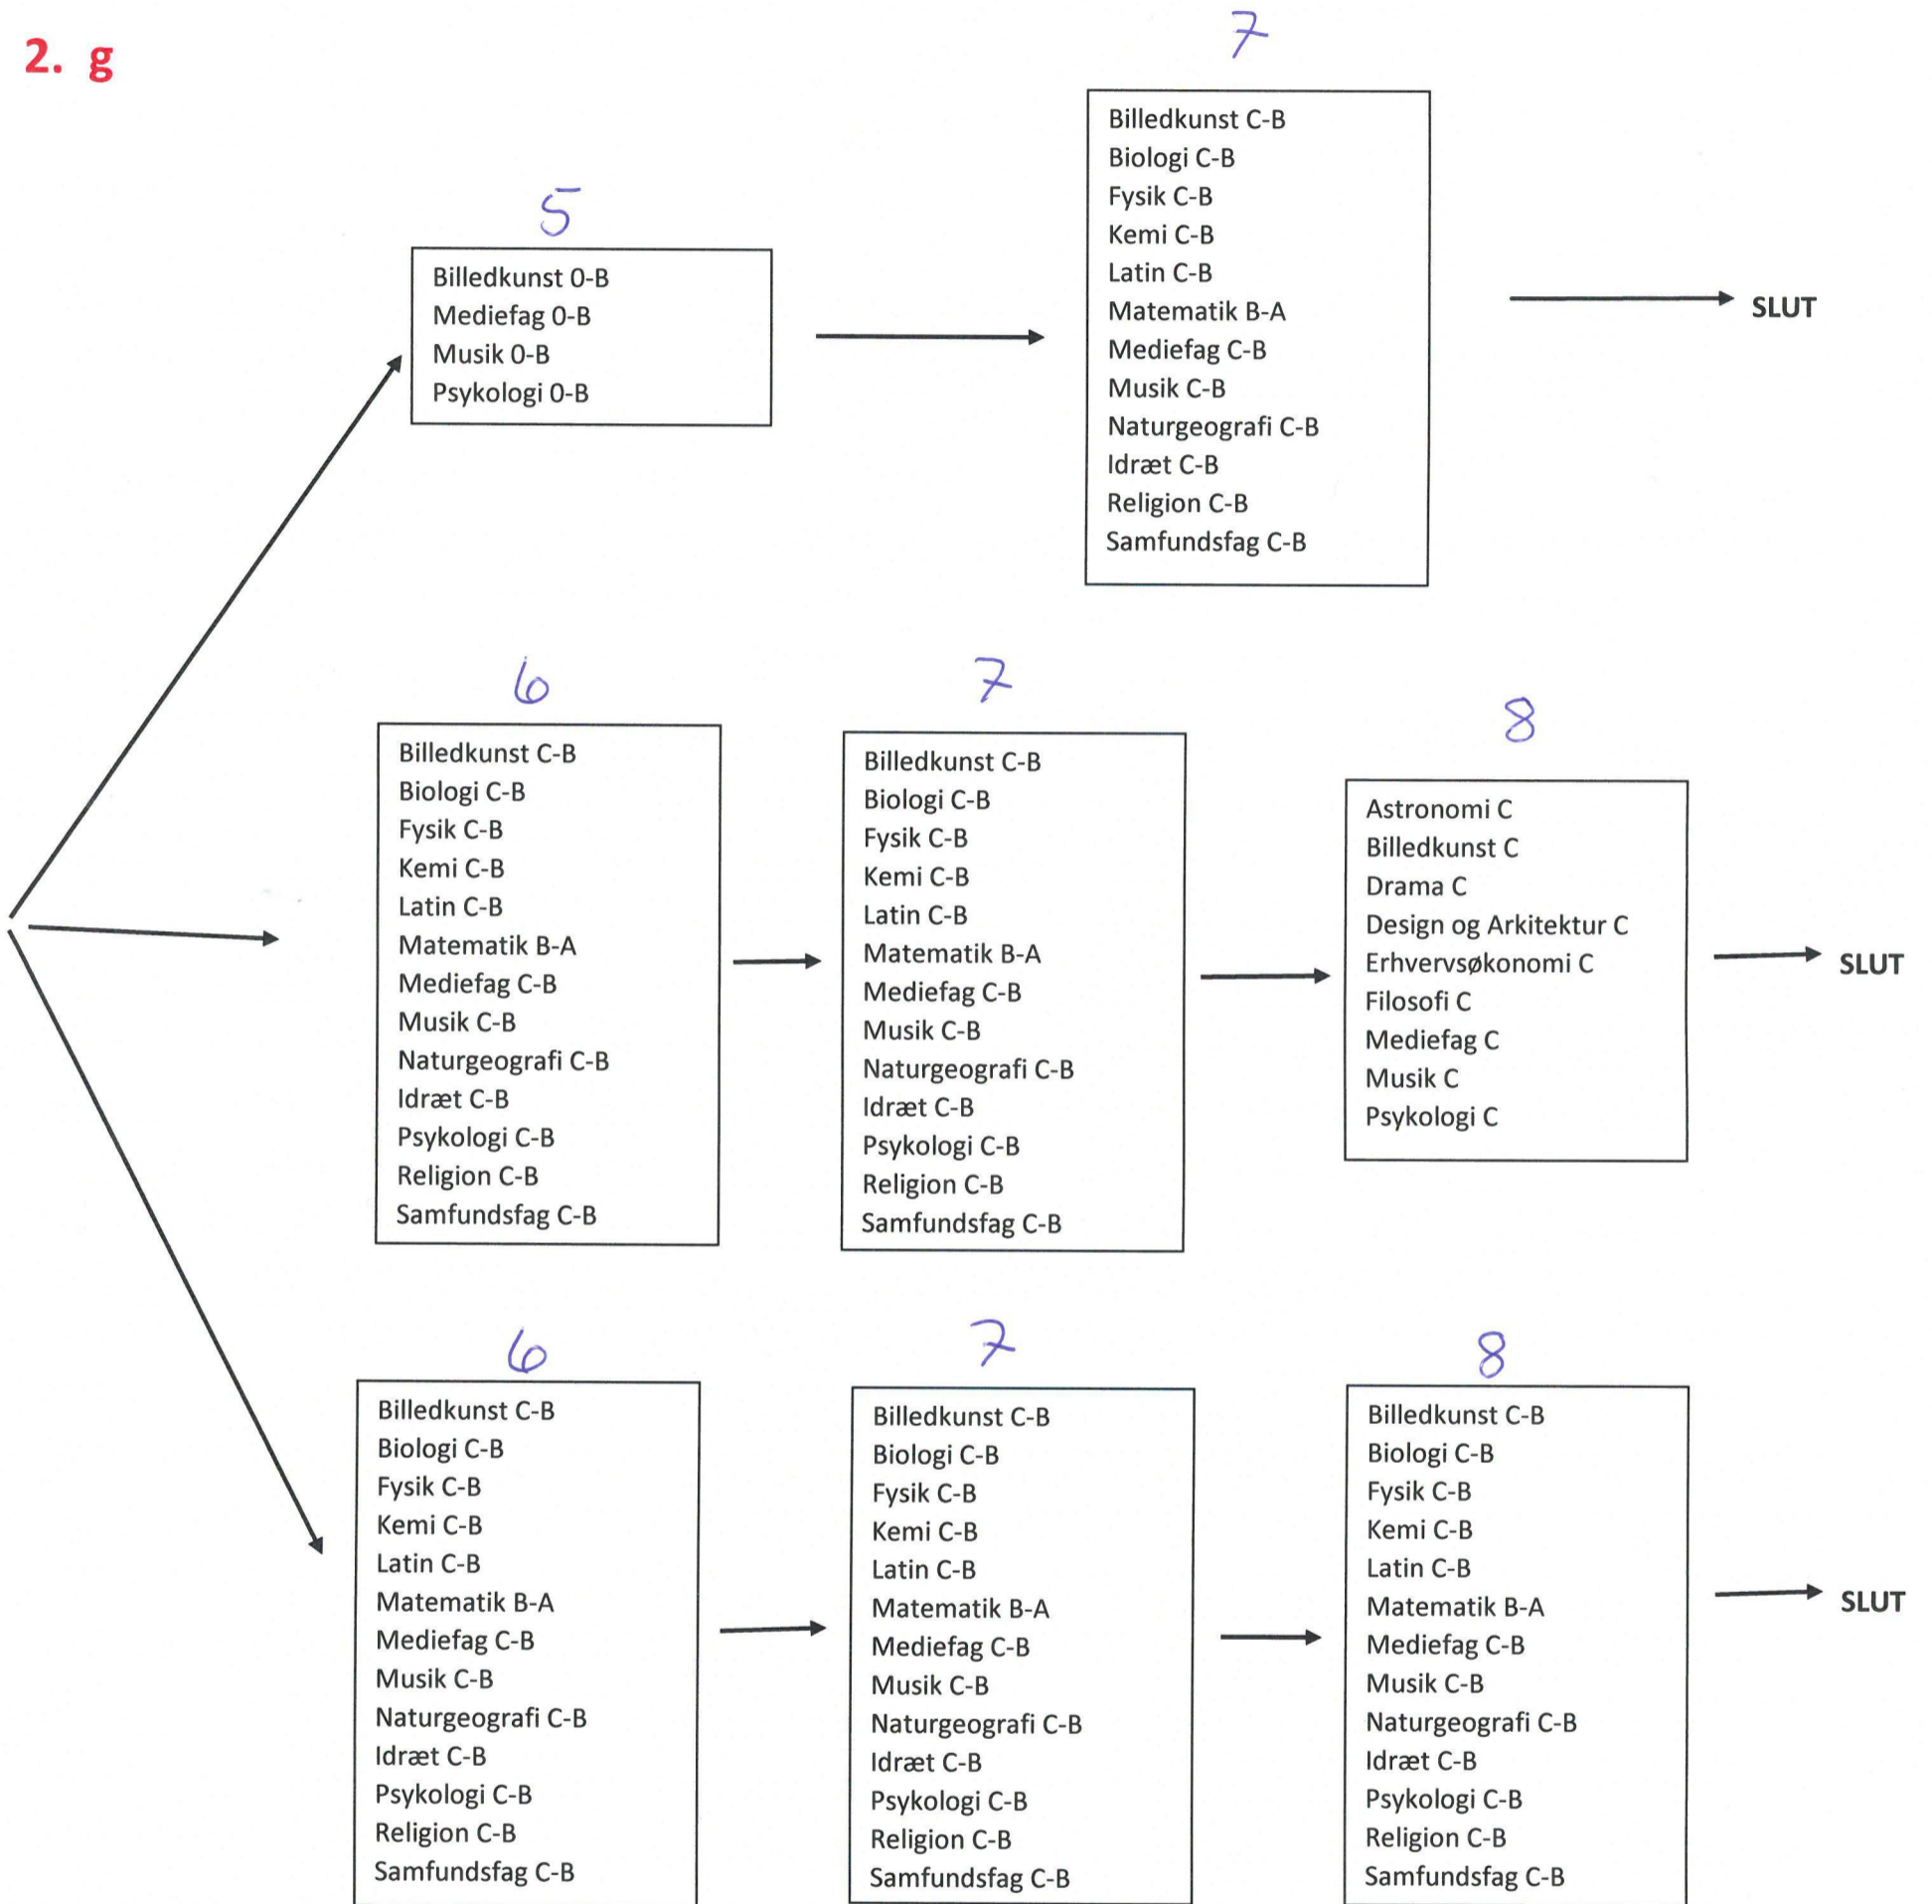 2. g
5
Billedkunst 0-B
Mediefag 0-B
Musik 0-B
Psykologi 0-B
7
Billedkunst C-B
Biologi C-B
Fysik C-B
Kemi C-B
Latin C-B
Matematik B-A
Mediefag C-B
Musik C-B
Naturgeografi C-B
Idræt C-B
Religion C-B
Samfundsfag C-B
SLUT
6
Billedkunst C-B
Biologi C-B
Fysik C-B
Kemi C-B
Latin C-B
Matematik B-A
Mediefag C-B
Musik C-B
Naturgeografi C-B
Idræt C-B
Psykologi C-B
Religion C-B
Samfundsfag C-B
7
Billedkunst C-B
Biologi C-B
Fysik C-B
Kemi C-B
Latin C-B
Matematik B-A
Mediefag C-B
Musik C-B
Naturgeografi C-B
Idræt C-B
Psykologi C-B
Religion C-B
Samfundsfag C-B
8
Astronomi C
Billedkunst C
Drama C
Design og Arkitektur C
Erhvervsøkonomi C
Filosofi C
Mediefag C
Musik C
Psykologi C
SLUT
6
Billedkunst C-B
Biologi C-B
Fysik C-B
Kemi C-B
Latin C-B
Matematik B-A
Mediefag C-B
Musik C-B
Naturgeografi C-B
Idræt C-B
Psykologi C-B
Religion C-B
Samfundsfag C-B
7
Billedkunst C-B
Biologi C-B
Fysik C-B
Kemi C-B
Latin C-B
Matematik B-A
Mediefag C-B
Musik C-B
Naturgeografi C-B
Idræt C-B
Psykologi C-B
Religion C-B
Samfundsfag C-B
8
Billedkunst C-B
Biologi C-B
Fysik C-B
Kemi C-B
Latin C-B
Matematik B-A
Mediefag C-B
Musik C-B
Naturgeografi C-B
Idræt C-B
Psykologi C-B
Religion C-B
Samfundsfag C-B
SLUT